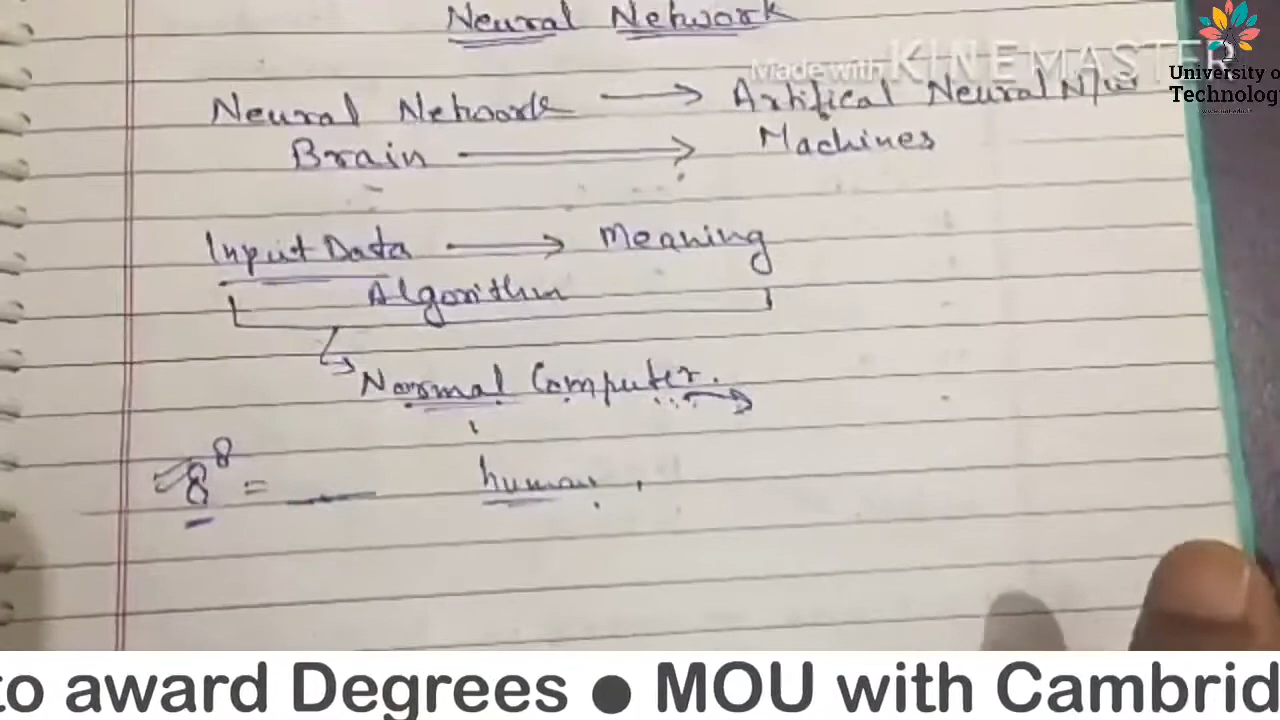 Neural Network
Made with KINEMASTER
University of
Technology
Neural Network → Artifical Neural N/w
Brain → Machines
Input Data → Meaning
Algorithm
Normal Computer.
8⁸ = __
human
to award Degrees ● MOU with Cambrid